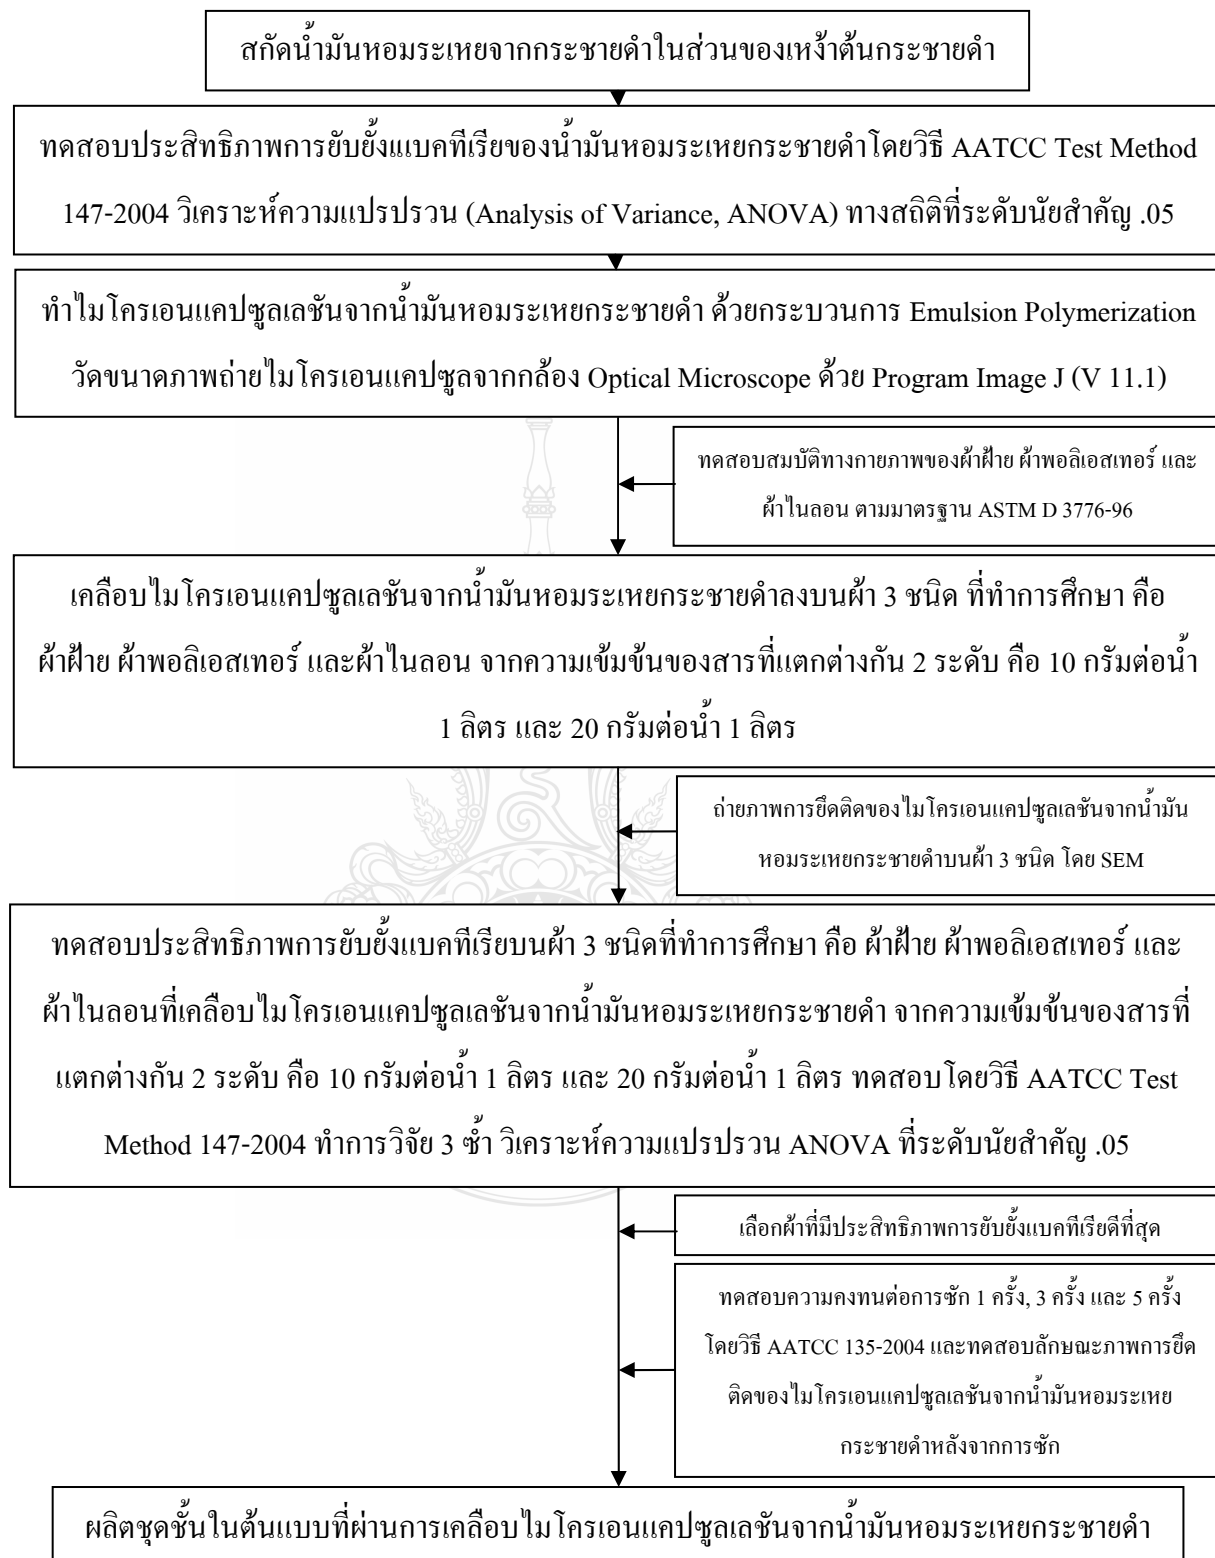 สกัดน้ำมันหอมระเหยจากกระชายดำในส่วนของเหง้าต้นกระชายดำ
ทดสอบประสิทธิภาพการยับยั้งแบคทีเรียของน้ำมันหอมระเหยกระชายดำโดยวิธี AATCC Test Method
147-2004 วิเคราะห์ความแปรปรวน (Analysis of Variance, ANOVA) ทางสถิติที่ระดับนัยสำคัญ .05
ทำไมโครเอนแคปซูลเลชันจากน้ำมันหอมระเหยกระชายดำ ด้วยกระบวนการ Emulsion Polymerization
วัดขนาดภาพถ่ายไมโครเอนแคปซูลจากกล้อง Optical Microscope ด้วย Program Image J (V 11.1)
ทดสอบสมบัติทางกายภาพของผ้าฝ้าย ผ้าพอลิเอสเทอร์ และ
ผ้าไนลอน ตามมาตรฐาน ASTM D 3776-96
เคลือบไมโครเอนแคปซูลเลชันจากน้ำมันหอมระเหยกระชายดำลงบนผ้า 3 ชนิด ที่ทำการศึกษา คือ
ผ้าฝ้าย ผ้าพอลิเอสเทอร์ และผ้าไนลอน จากความเข้มข้นของสารที่แตกต่างกัน 2 ระดับ คือ 10 กรัมต่อน้ำ
1 ลิตร และ 20 กรัมต่อน้ำ 1 ลิตร
ถ่ายภาพการยึดติดของไมโครเอนแคปซูลเลชันจากน้ำมัน
หอมระเหยกระชายดำบนผ้า 3 ชนิด โดย SEM
ทดสอบประสิทธิภาพการยับยั้งแบคทีเรียบนผ้า 3 ชนิดที่ทำการศึกษา คือ ผ้าฝ้าย ผ้าพอลิเอสเทอร์ และ
ผ้าไนลอนที่เคลือบไมโครเอนแคปซูลเลชันจากน้ำมันหอมระเหยกระชายดำ จากความเข้มข้นของสารที่
แตกต่างกัน 2 ระดับ คือ 10 กรัมต่อน้ำ 1 ลิตร และ 20 กรัมต่อน้ำ 1 ลิตร ทดสอบโดยวิธี AATCC Test
Method 147-2004 ทำการวิจัย 3 ซ้ำ วิเคราะห์ความแปรปรวน ANOVA ที่ระดับนัยสำคัญ .05
เลือกผ้าที่มีประสิทธิภาพการยับยั้งแบคทีเรียดีที่สุด
ทดสอบความคงทนต่อการซัก 1 ครั้ง, 3 ครั้ง และ 5 ครั้ง
โดยวิธี AATCC 135-2004 และทดสอบลักษณะภาพการยึด
ติดของไมโครเอนแคปซูลเลชันจากน้ำมันหอมระเหย
กระชายดำหลังจากการซัก
ผลิตชุดชั้นในต้นแบบที่ผ่านการเคลือบไมโครเอนแคปซูลเลชันจากน้ำมันหอมระเหยกระชายดำ